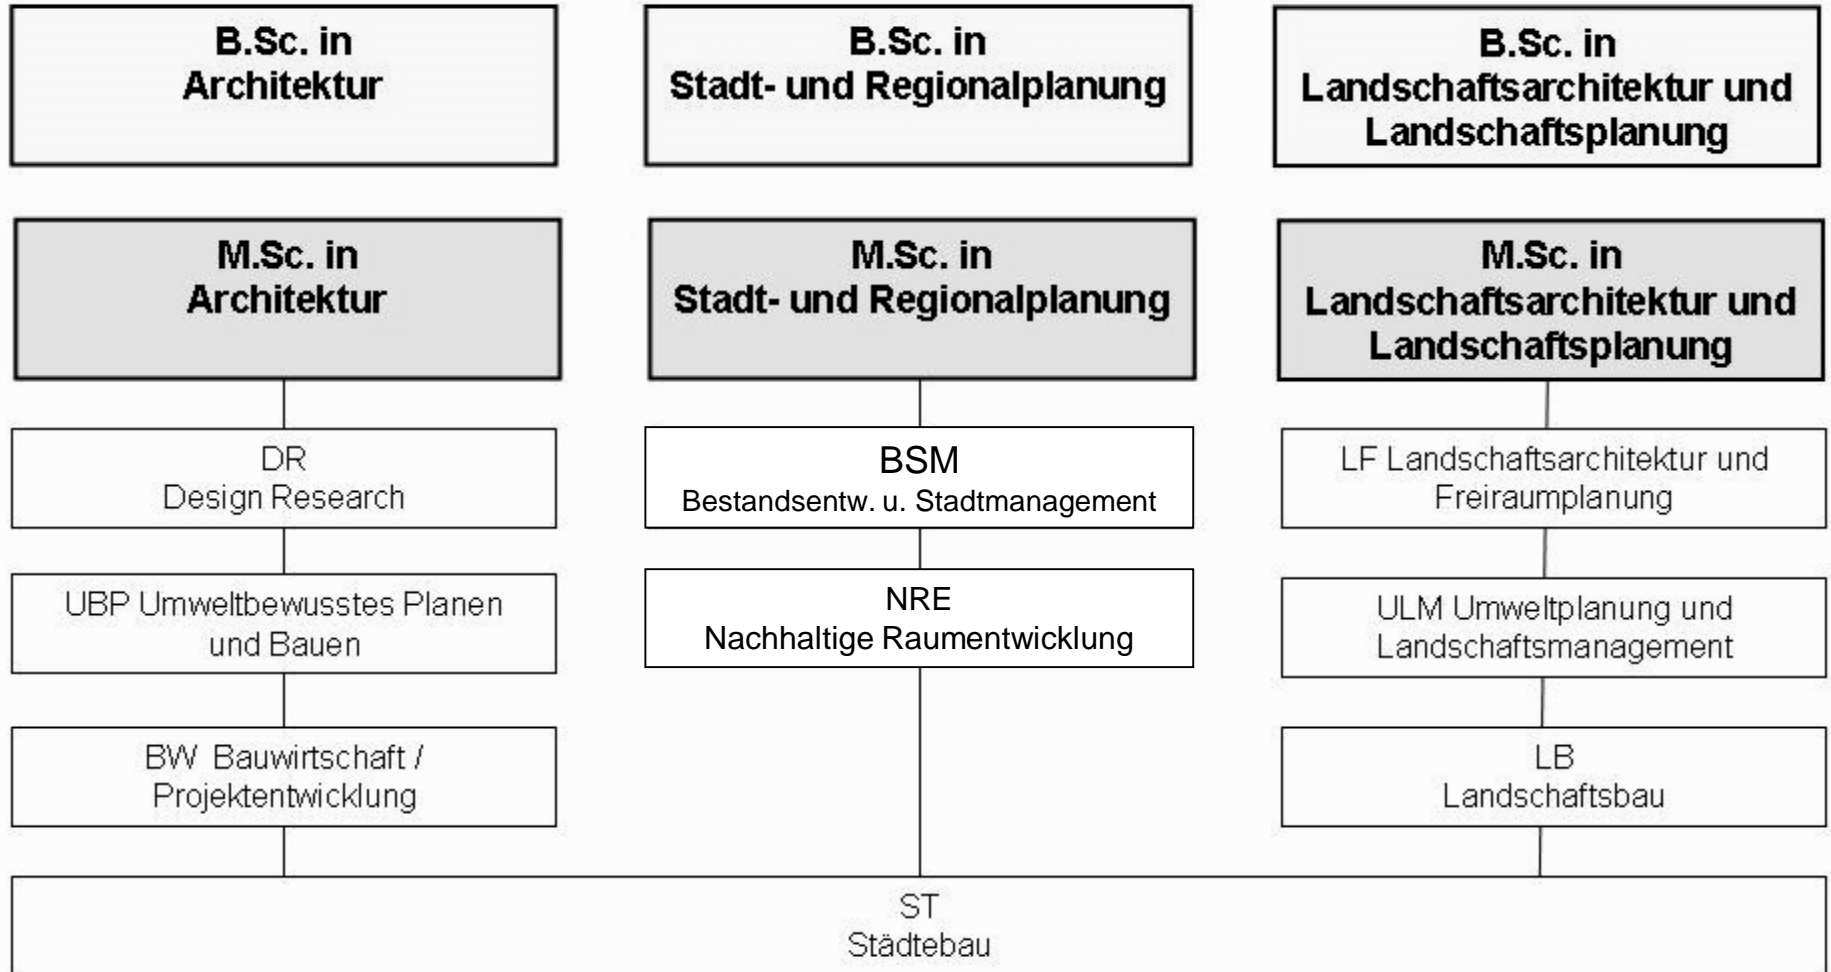 B.Sc. in
Architektur
B.Sc. in
Stadt- und Regionalplanung
B.Sc. in
Landschaftsarchitektur und
Landschaftsplanung
M.Sc. in
Architektur
M.Sc. in
Stadt- und Regionalplanung
M.Sc. in
Landschaftsarchitektur und
Landschaftsplanung
DR
Design Research
BSM
Bestandsentw. u. Stadtmanagement
LF Landschaftsarchitektur und
Freiraumplanung
UBP Umweltbewusstes Planen
und Bauen
NRE
Nachhaltige Raumentwicklung
ULM Umweltplanung und
Landschaftsmanagement
BW Bauwirtschaft /
Projektentwicklung
LB
Landschaftsbau
ST
Städtebau